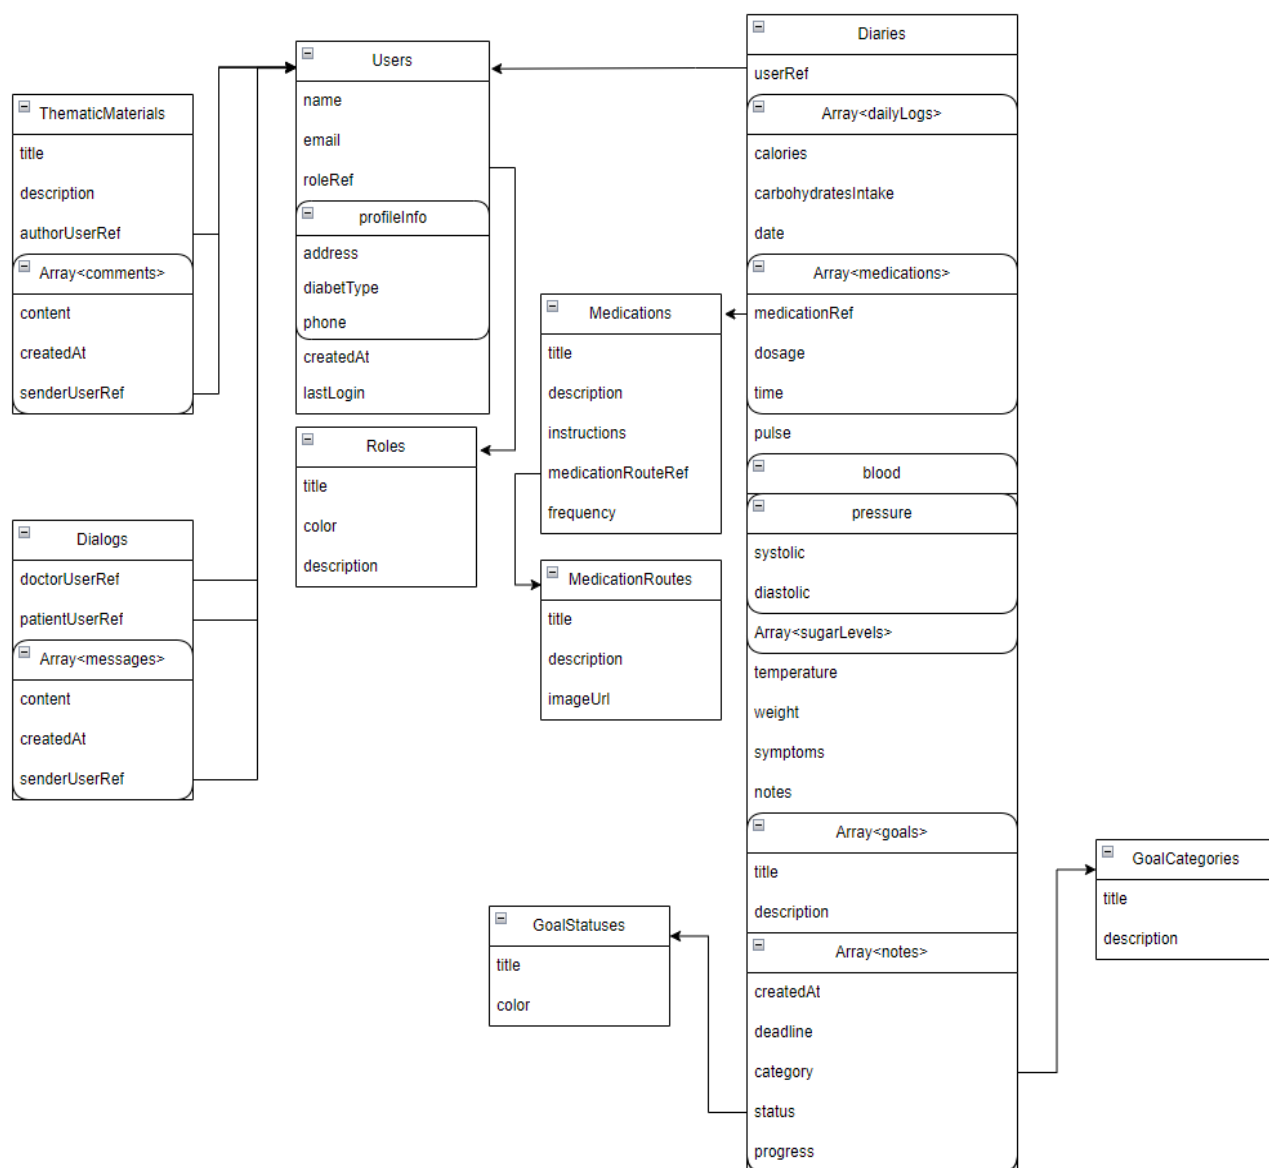 ThematicMaterials
title
description
authorUserRef
Array<comments>
content
createdAt
senderUserRef
Dialogs
doctorUserRef
patientUserRef
Array<messages>
content
createdAt
senderUserRef
Users
name
email
roleRef
profileInfo
address
diabetType
phone
createdAt
lastLogin
Roles
title
color
description
Medications
title
description
instructions
medicationRouteRef
frequency
MedicationRoutes
title
description
imageUrl
GoalStatuses
title
color
Diaries
userRef
Array<dailyLogs>
calories
carbohydratesIntake
date
Array<medications>
medicationRef
dosage
time
pulse
blood
pressure
systolic
diastolic
Array<sugarLevels>
temperature
weight
symptoms
notes
Array<goals>
title
description
Array<notes>
createdAt
deadline
category
status
progress
GoalCategories
title
description